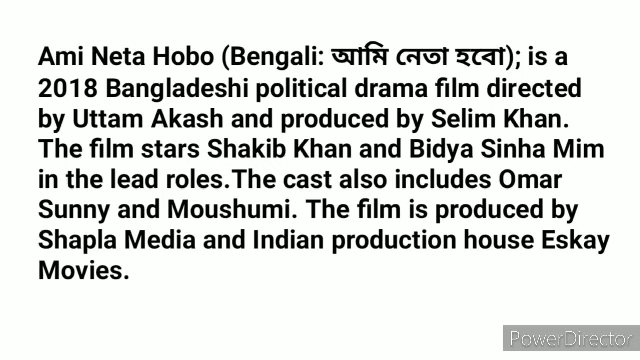 Ami Neta Hobo (Bengali: আমি নেতা হবো); is a
2018 Bangladeshi political drama film directed
by Uttam Akash and produced by Selim Khan.
The film stars Shakib Khan and Bidya Sinha Mim
in the lead roles.The cast also includes Omar
Sunny and Moushumi. The film is produced by
Shapla Media and Indian production house Eskay
Movies.
PowerDirector